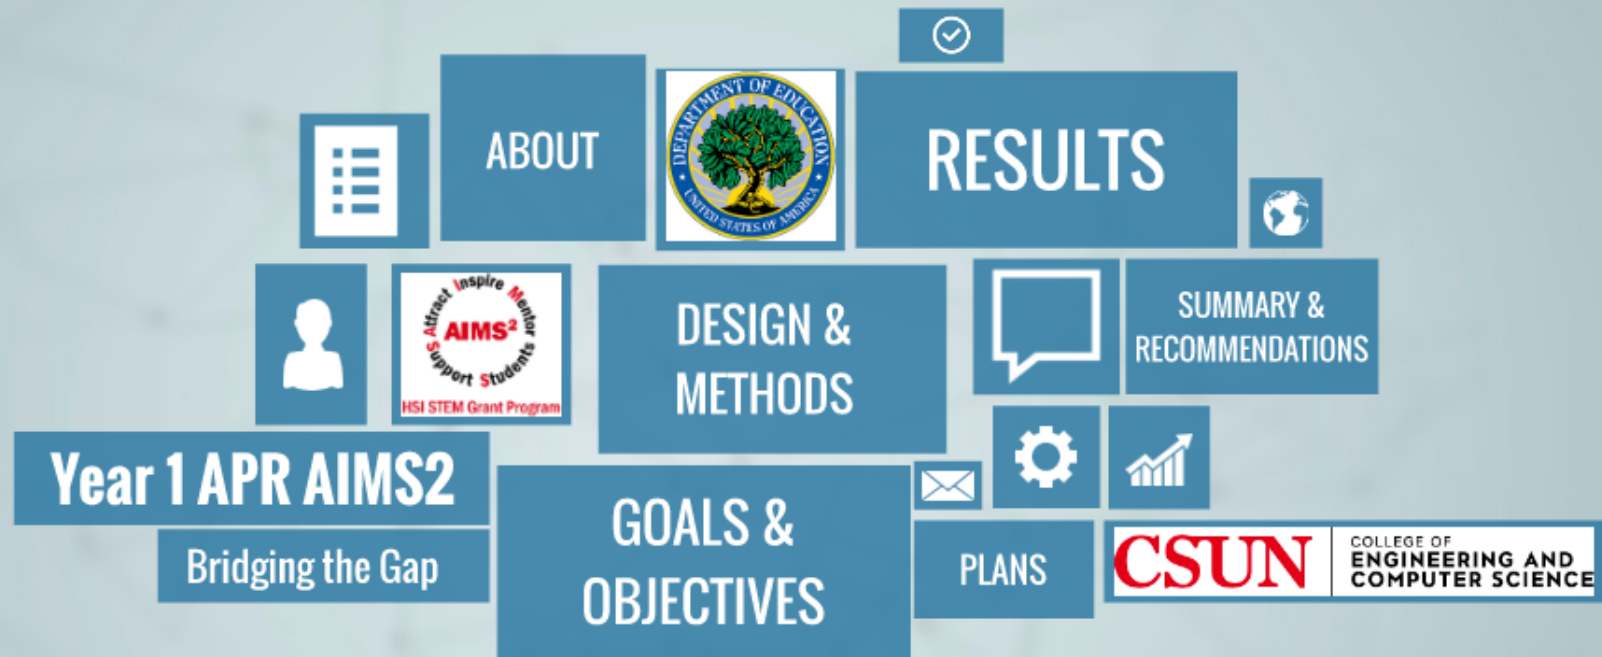 ABOUT
DEPARTMENT OF EDUCATION
UNITED STATES OF AMERICA
RESULTS
Attract Inspire Mentor
Support Students
AIMS²
HSI STEM Grant Program
DESIGN &
METHODS
SUMMARY &
RECOMMENDATIONS
Year 1 APR AIMS2
Bridging the Gap
GOALS &
OBJECTIVES
PLANS
CSUN
COLLEGE OF
ENGINEERING AND
COMPUTER SCIENCE